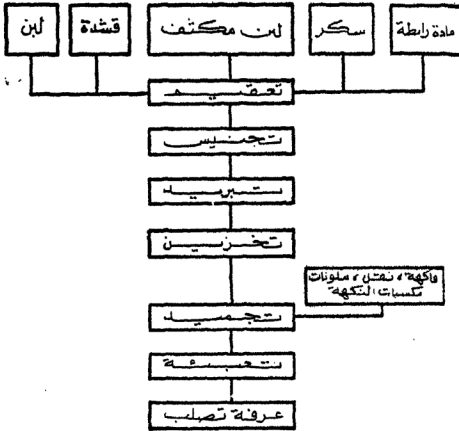 مادة رابطة
سكر
لبن مكثف
قشدة
لبن
تعقيم
تجنيس
تبريد
تخزين
فاكهة، نقل، ملونات
مكسبات النكهة
تجميد
تعبئة
غرفة تصلب